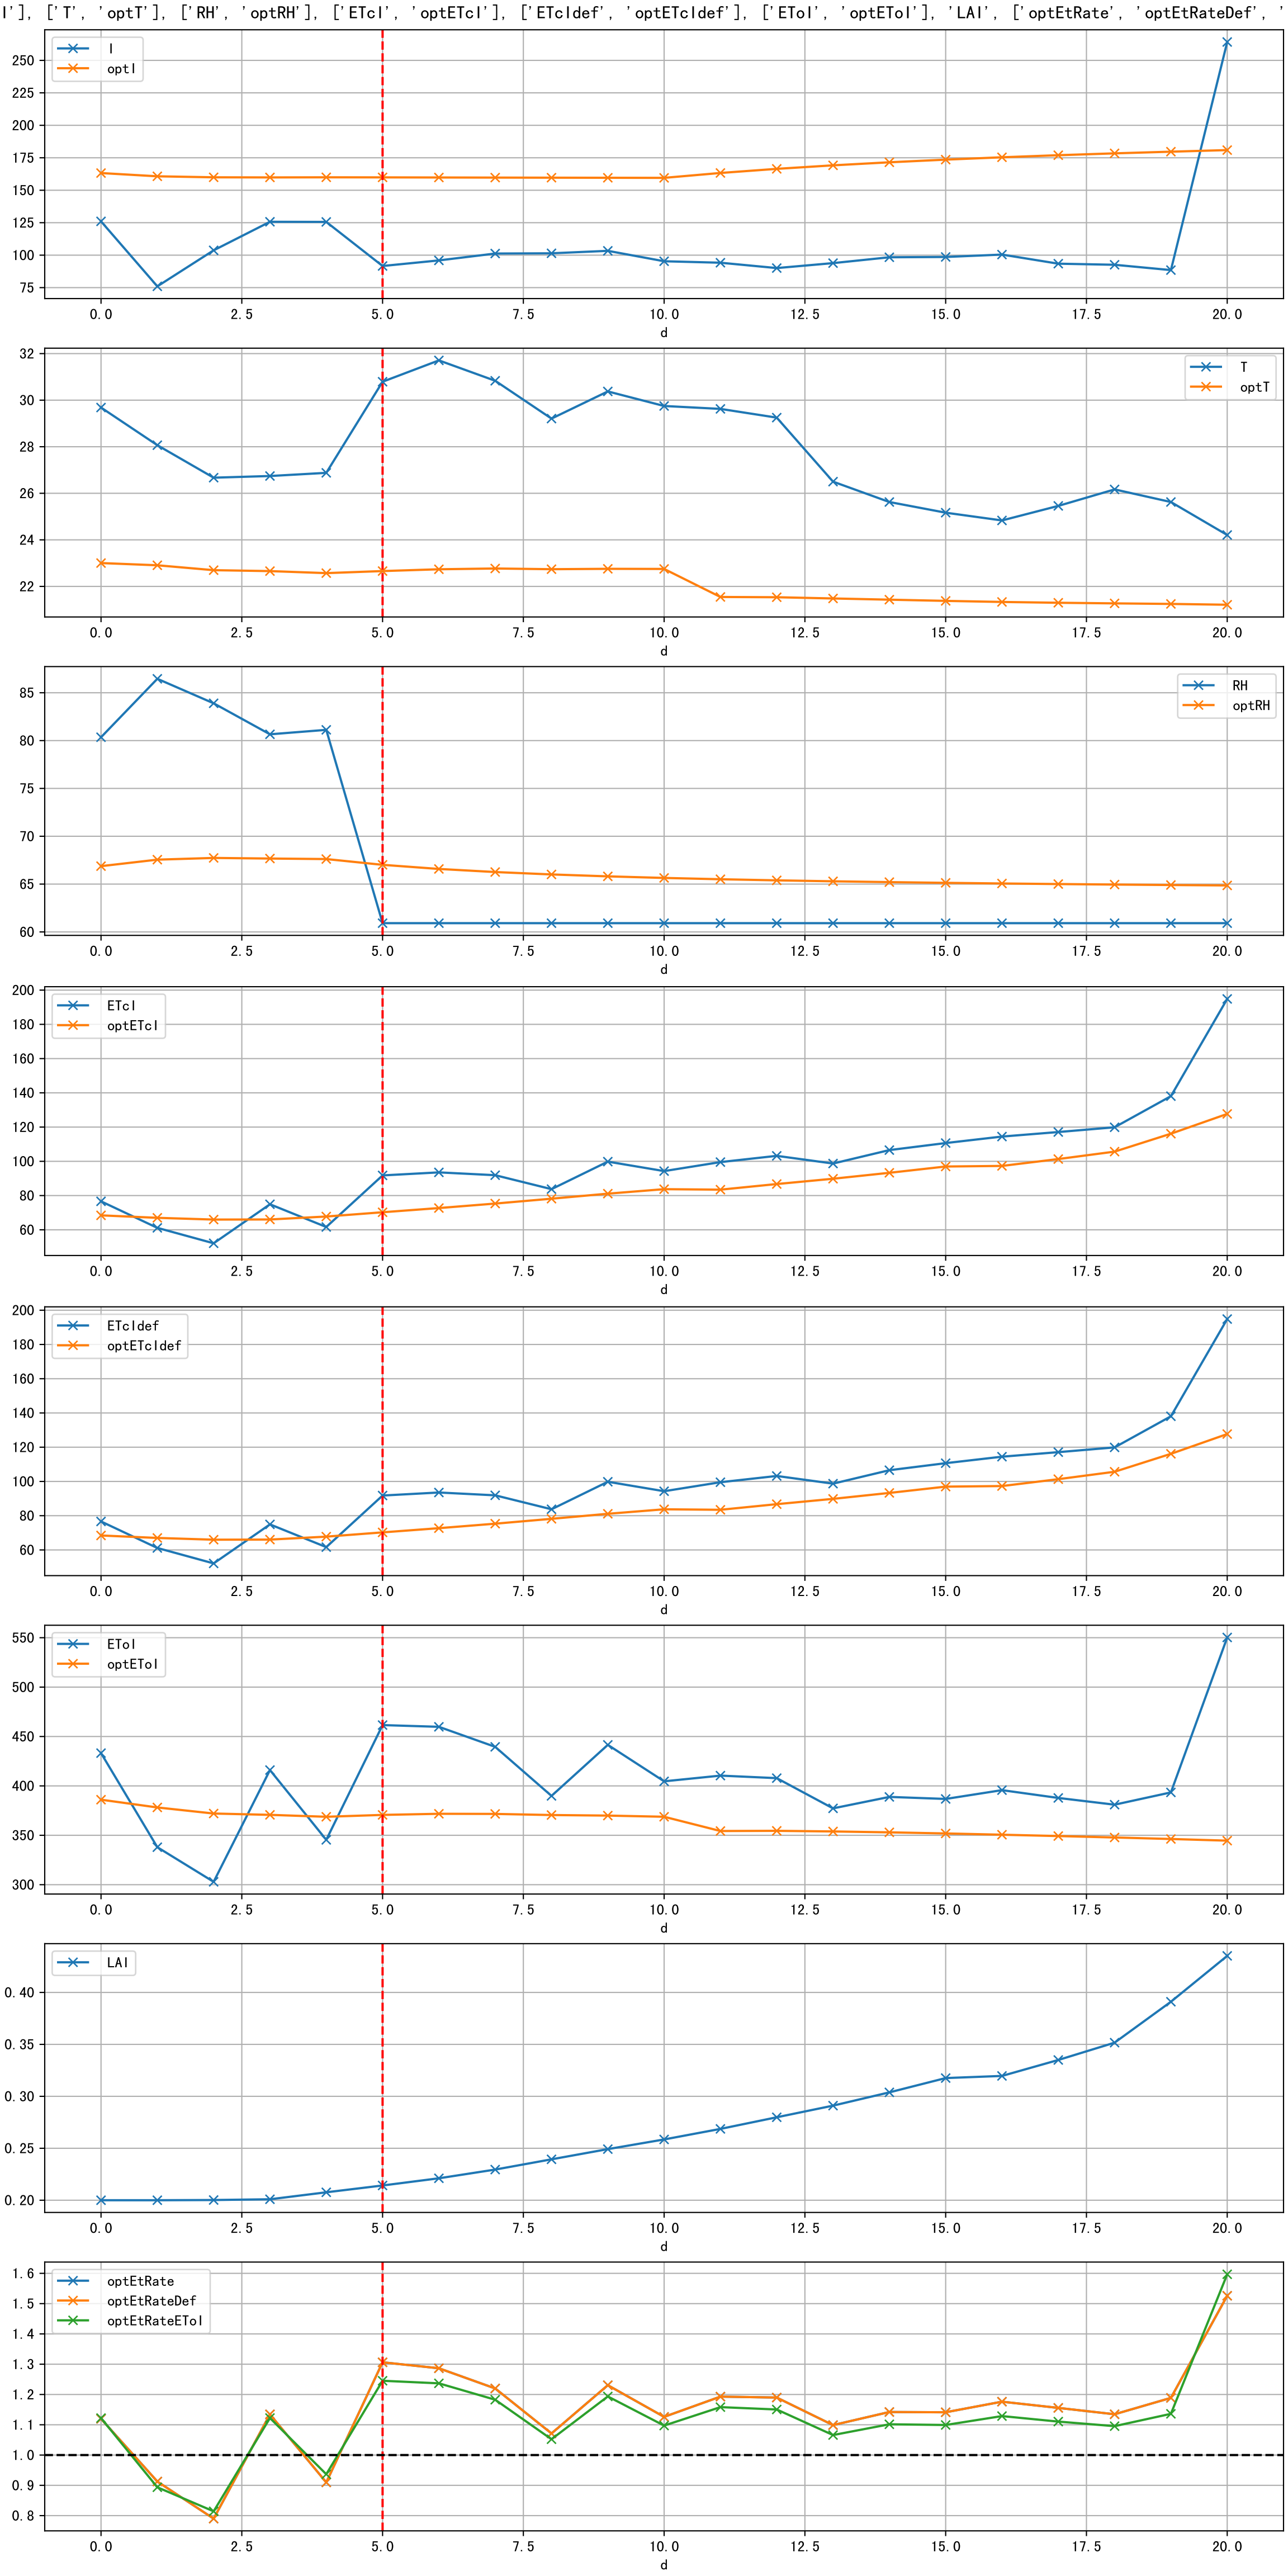 I'], ['T', 'optT'], ['RH', 'optRH'], ['ETcI', 'optETcI'], ['ETcIdef', 'optETcIdef'], ['EToI', 'optEToI'], 'LAI', ['optEtRate', 'optEtRateDef', '
I
optI
250
225
200
175
150
125
100
75
0.0 2.5 5.0 7.5 10.0 12.5 15.0 17.5 20.0
d
T
optT
32
30
28
26
24
22
0.0 2.5 5.0 7.5 10.0 12.5 15.0 17.5 20.0
d
RH
optRH
85
80
75
70
65
60
0.0 2.5 5.0 7.5 10.0 12.5 15.0 17.5 20.0
d
ETcI
optETcI
200
180
160
140
120
100
80
60
0.0 2.5 5.0 7.5 10.0 12.5 15.0 17.5 20.0
d
ETcIdef
optETcIdef
200
180
160
140
120
100
80
60
0.0 2.5 5.0 7.5 10.0 12.5 15.0 17.5 20.0
d
EToI
optEToI
550
500
450
400
350
300
0.0 2.5 5.0 7.5 10.0 12.5 15.0 17.5 20.0
d
LAI
0.40
0.35
0.30
0.25
0.20
0.0 2.5 5.0 7.5 10.0 12.5 15.0 17.5 20.0
d
optEtRate
optEtRateDef
optEtRateEToI
1.6
1.5
1.4
1.3
1.2
1.1
1.0
0.9
0.8
0.0 2.5 5.0 7.5 10.0 12.5 15.0 17.5 20.0
d